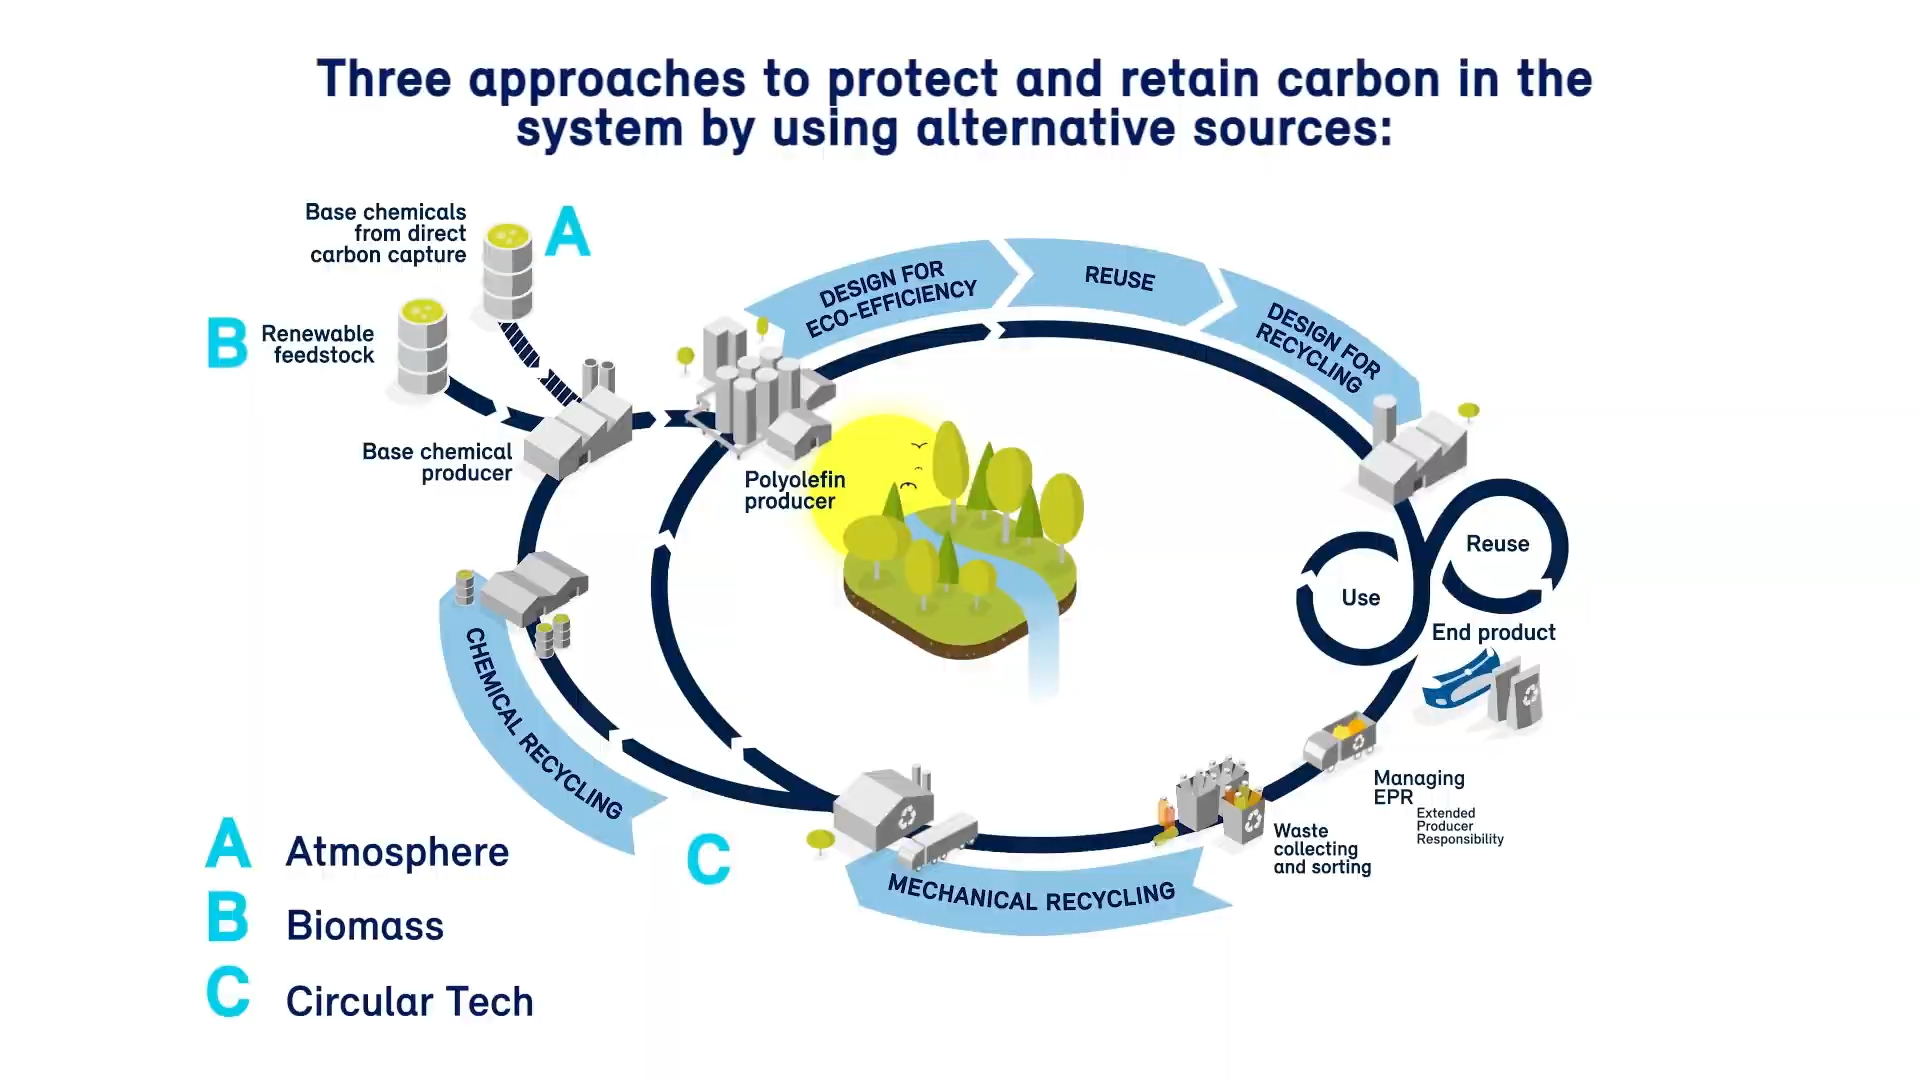 Three approaches to protect and retain carbon in the
system by using alternative sources:
Base chemicals
from direct
carbon capture
A
B
Renewable
feedstock
Base chemical
producer
Polyolefin
producer
DESIGN FOR
ECO-EFFICIENCY
REUSE
DESIGN FOR
RECYCLING
Use
Reuse
End product
Managing
EPR
Extended
Producer
Responsibility
Waste
collecting
and sorting
MECHANICAL RECYCLING
C
CHEMICAL RECYCLING
A Atmosphere
B Biomass
C Circular Tech